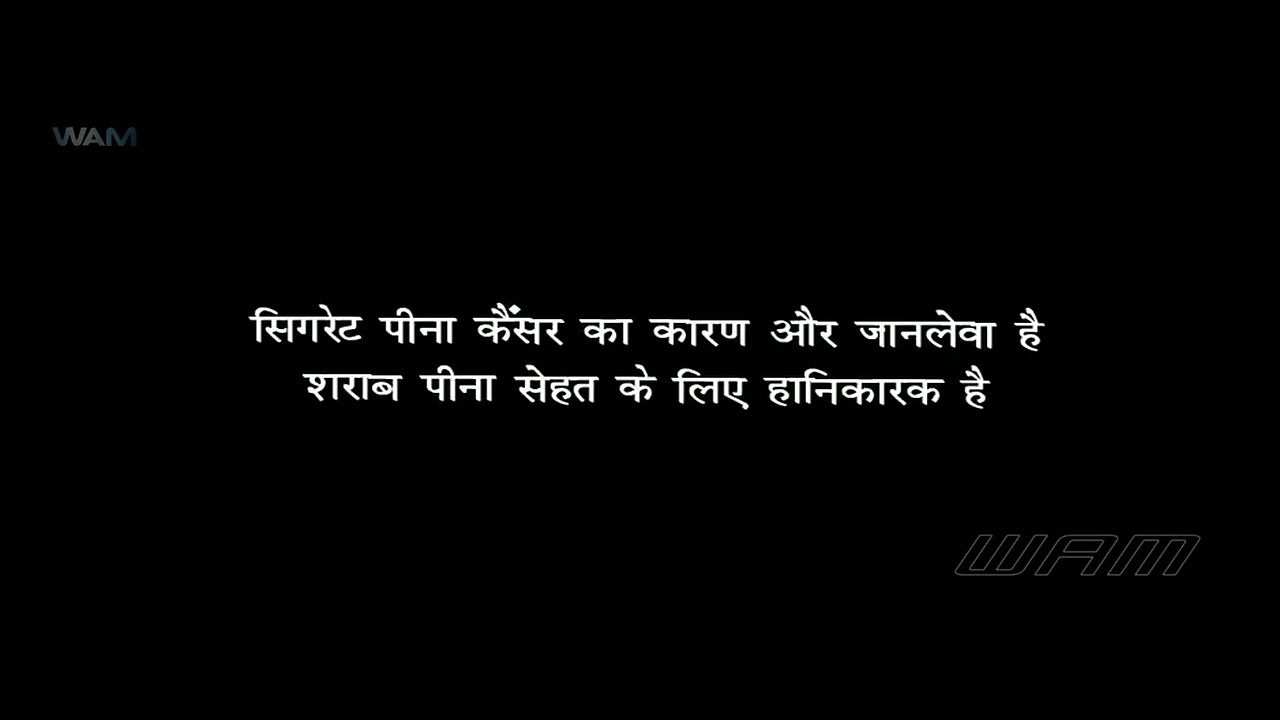 WAM
सिगरेट पीना कैंसर का कारण और जानलेवा है
शराब पीना सेहत के लिए हानिकारक है
WAM